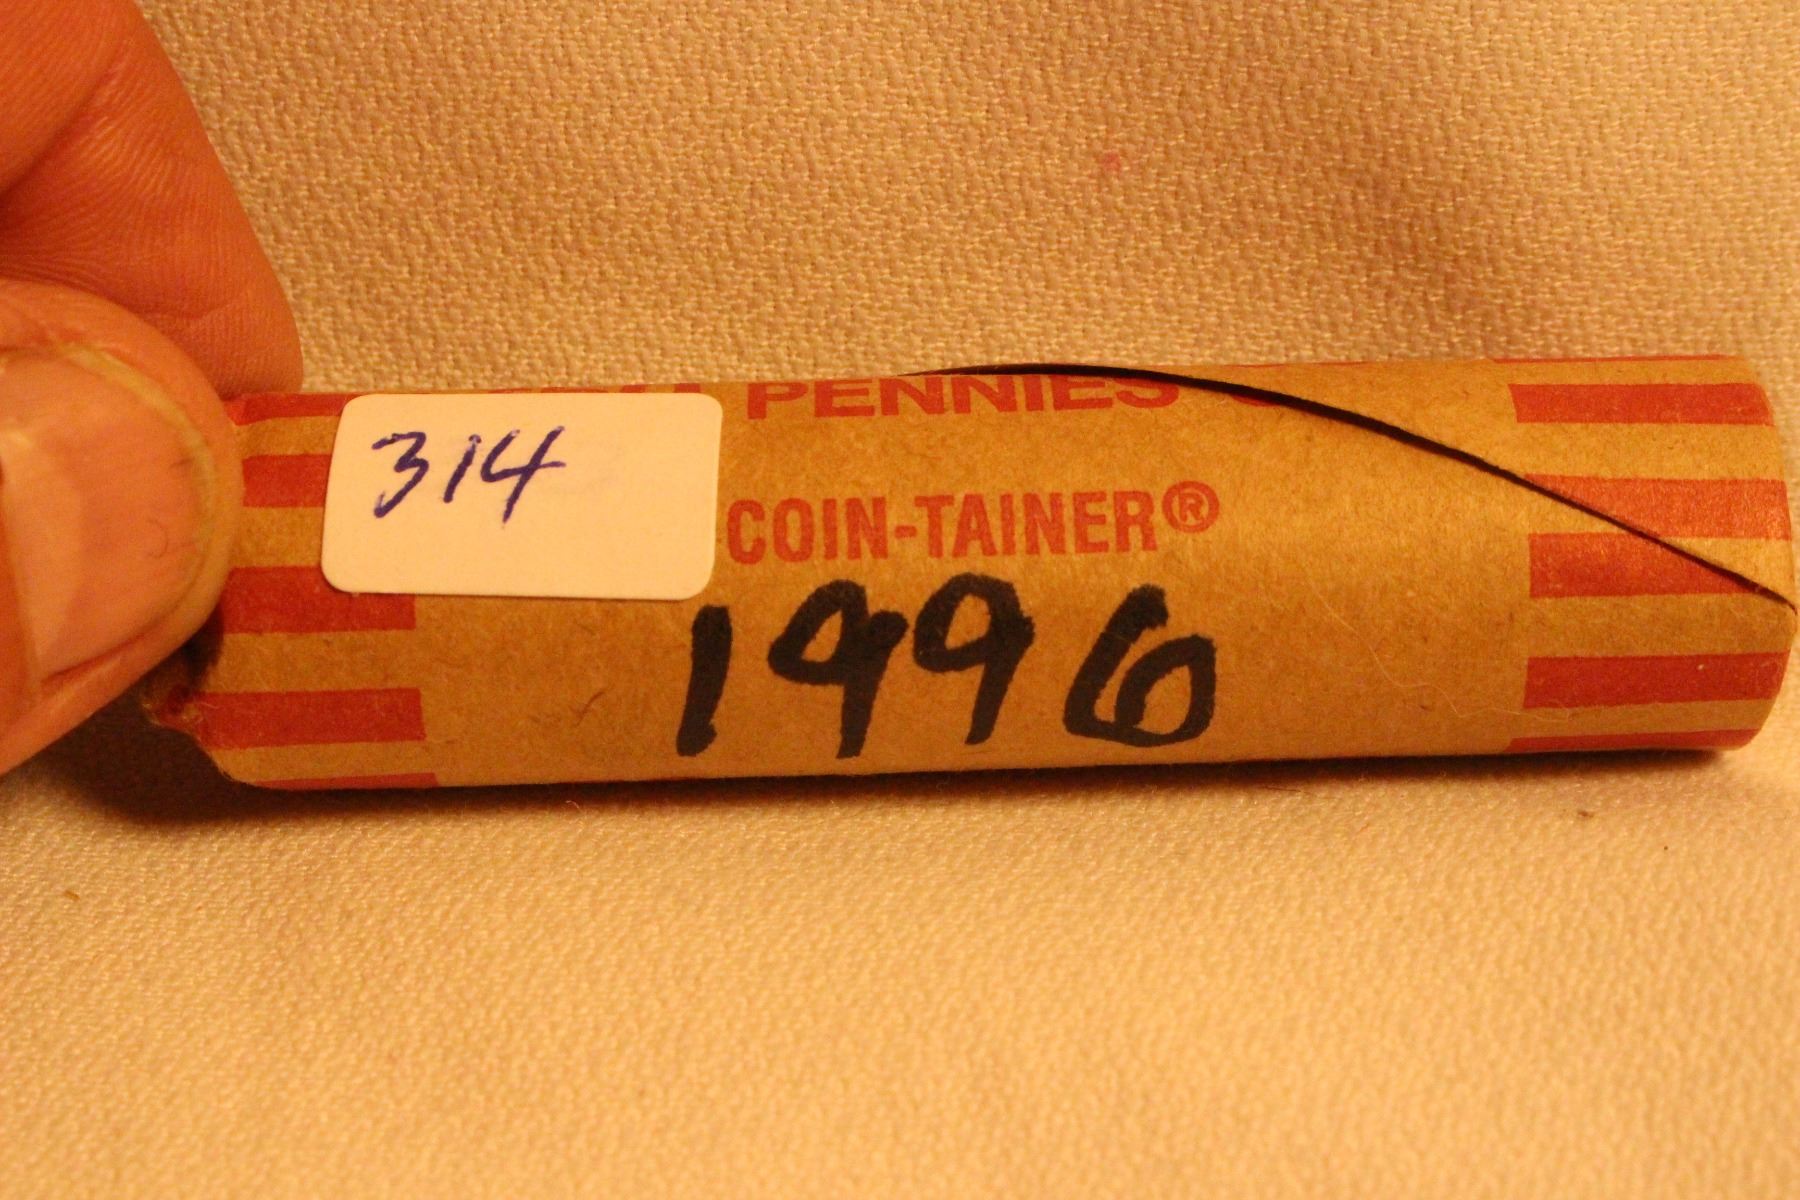 PENNIES
314
COIN-TAINER®
1996